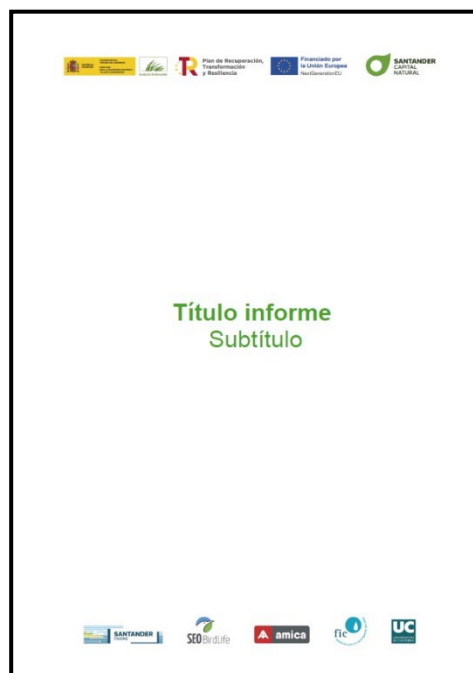 Plan de Recuperación,
Transformación
y Resiliencia
Financiado por
la Unión Europea
NextGenerationEU
SANTANDER
CAPITAL
NATURAL
Título informe
Subtítulo
SANTANDER
SEO BirdLife
amica
fic
UC